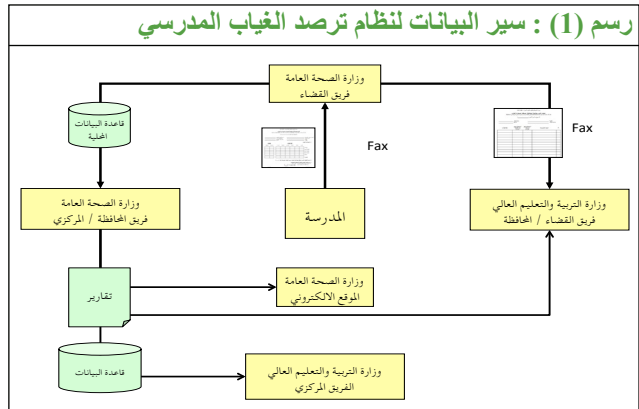 رسم (1) : سير البيانات لنظام ترصد الغياب المدرسي
وزارة الصحة العامة
فريق القضاء
قاعدة البيانات
المحلية
Fax
Fax
وزارة الصحة العامة
فريق المحافظة / المركزي
المدرسة
وزارة التربية والتعليم العالي
فريق القضاء / المحافظة
تقارير
وزارة الصحة العامة
الموقع الالكتروني
قاعدة البيانات
وزارة التربية والتعليم العالي
الفريق المركزي